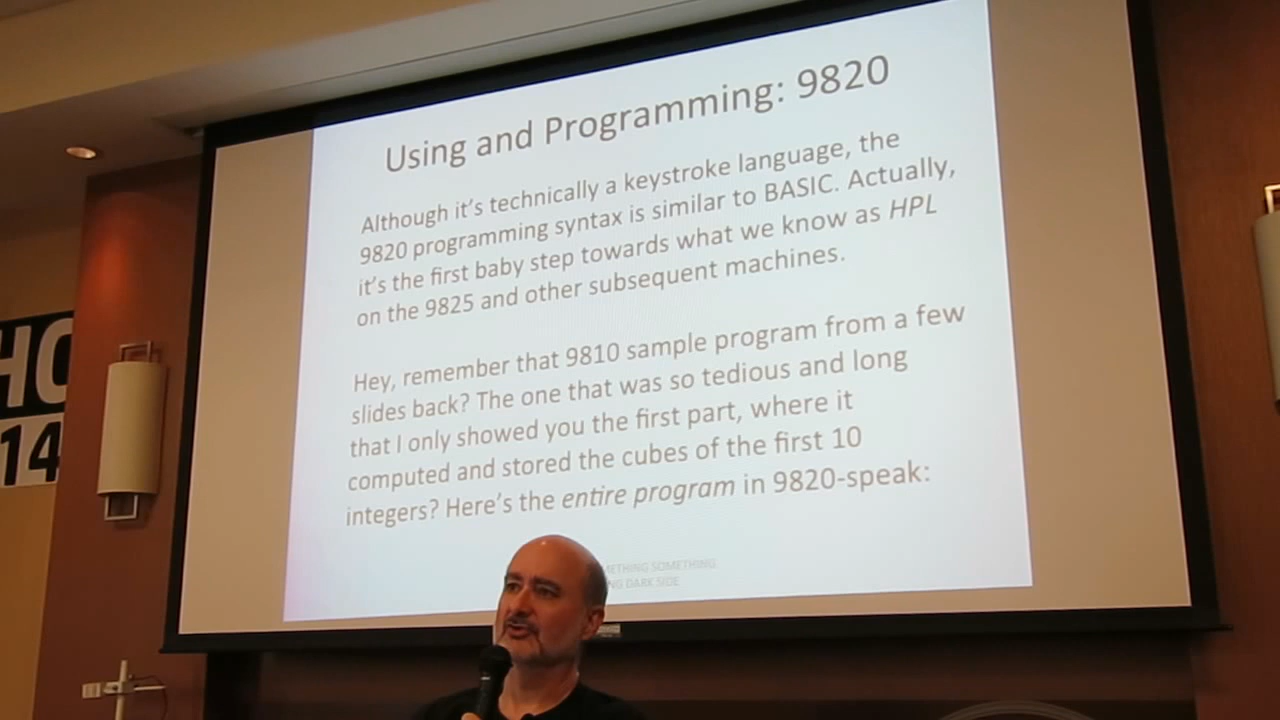 Using and Programming: 9820
Although it's technically a keystroke language, the
9820 programming syntax is similar to BASIC. Actually,
it's the first baby step towards what we know as HPL
on the 9825 and other subsequent machines.
Hey, remember that 9810 sample program from a few
slides back? The one that was so tedious and long
that I only showed you the first part, where it
computed and stored the cubes of the first 10
integers? Here's the entire program in 9820-speak:
SOMETHING
DARK SIDE
14